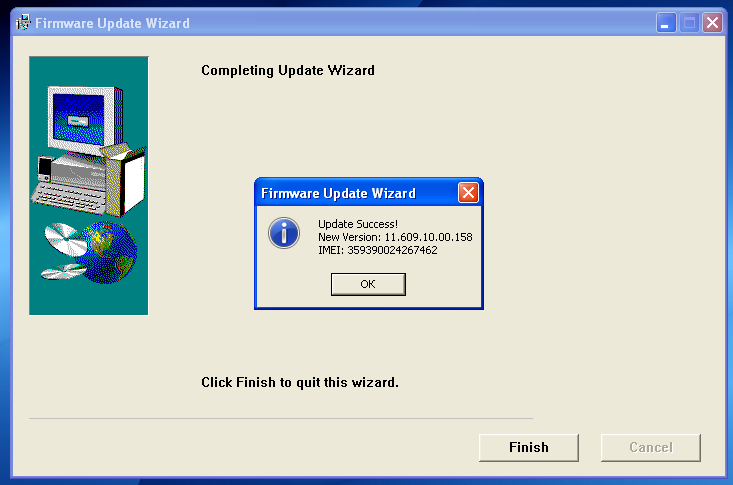 Firmware Update Wizard
Completing Update Wizard
Firmware Update Wizard
Update Success!
New Version: 11.609.10.00.158
IMEI: 359390024267462
OK
Click Finish to quit this wizard.
Finish
Cancel